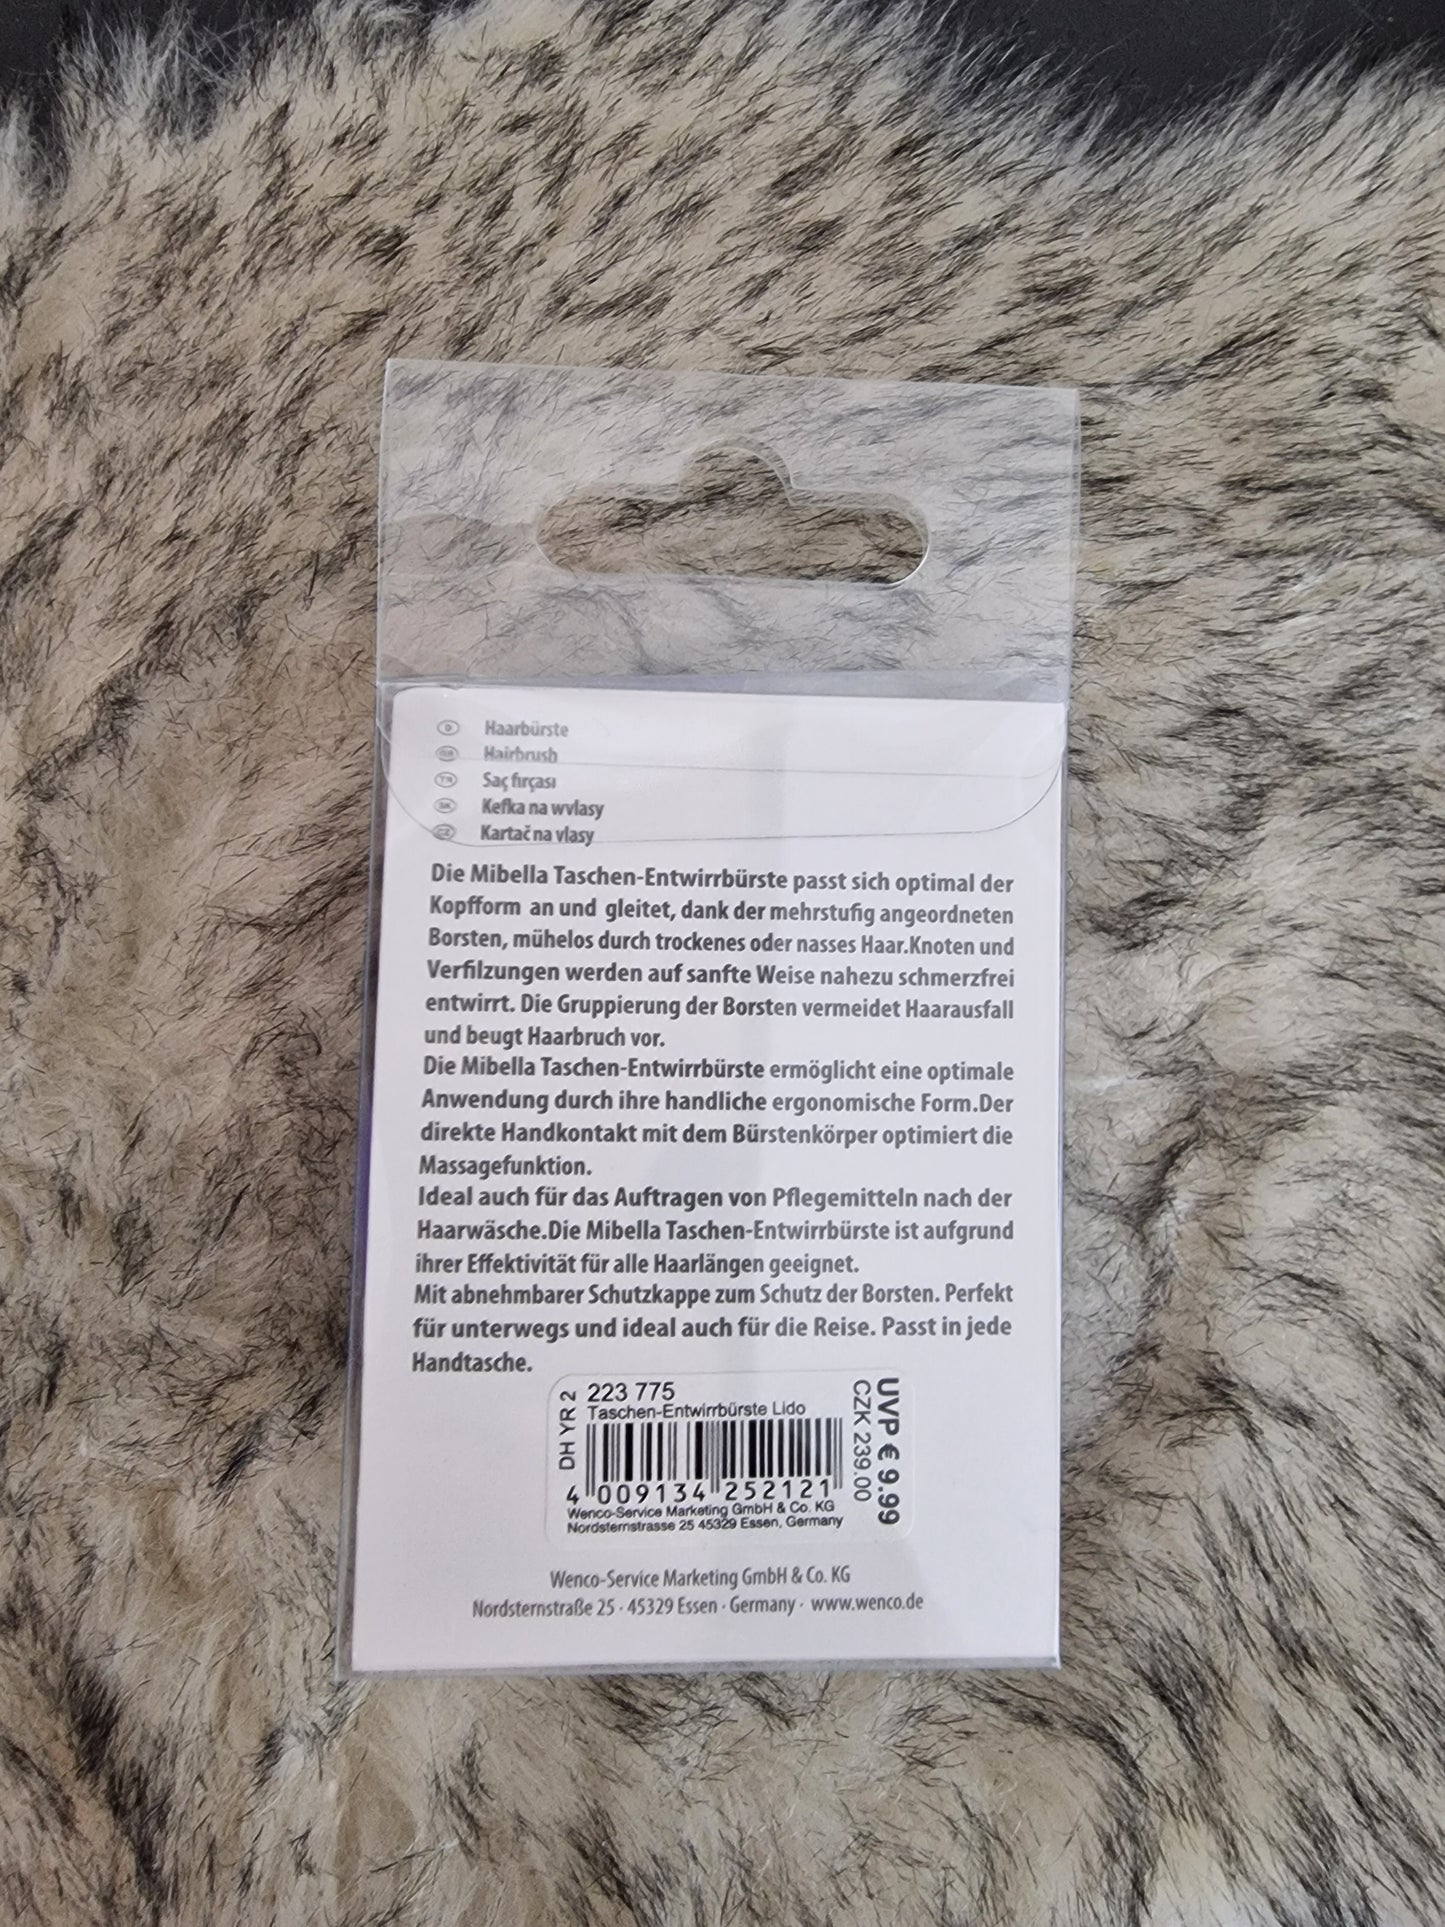 D Haarbürste
GB Hairbrush
TR Saç fırçası
SK Kefka na wvlasy
CZ Kartač na vlasy
Die Mibella Taschen-Entwirrbürste passt sich optimal der
Kopfform an und gleitet, dank der mehrstufig angeordneten
Borsten, mühelos durch trockenes oder nasses Haar.Knoten und
Verfilzungen werden auf sanfte Weise nahezu schmerzfrei
entwirrt. Die Gruppierung der Borsten vermeidet Haarausfall
und beugt Haarbruch vor.
Die Mibella Taschen-Entwirrbürste ermöglicht eine optimale
Anwendung durch ihre handliche ergonomische Form.Der
direkte Handkontakt mit dem Bürstenkörper optimiert die
Massagefunktion.
Ideal auch für das Auftragen von Pflegemitteln nach der
Haarwäsche.Die Mibella Taschen-Entwirrbürste ist aufgrund
ihrer Effektivität für alle Haarlängen geeignet.
Mit abnehmbarer Schutzkappe zum Schutz der Borsten. Perfekt
für unterwegs und ideal auch für die Reise. Passt in jede
Handtasche.
DH YR 2
223 775
Taschen-Entwirrbürste Lido
4 009134 252121
Wenco-Service Marketing GmbH & Co. KG
Nordsternstrasse 25 45329 Essen, Germany
UVP € 9.99
CZK 239.00
Wenco-Service Marketing GmbH & Co. KG
Nordsternstraße 25 · 45329 Essen · Germany · www.wenco.de